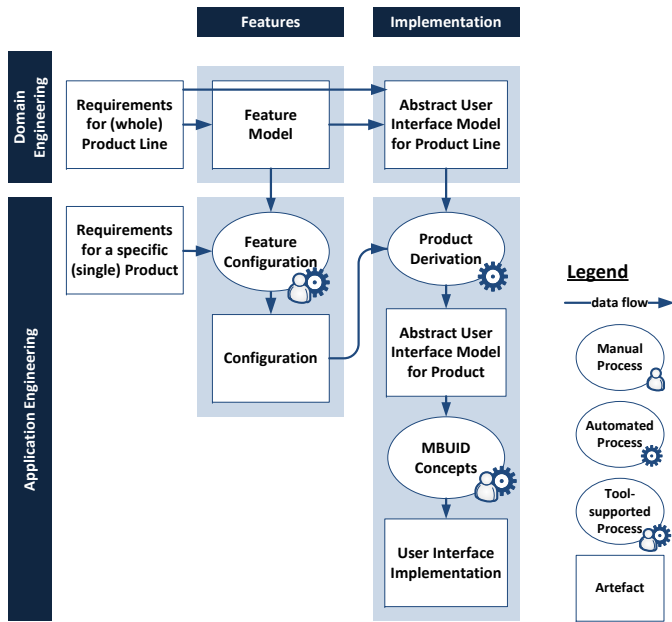 Features
Implementation
Domain
Engineering
Requirements
for (whole)
Product Line
Feature
Model
Abstract User
Interface Model
for Product Line
Application Engineering
Requirements
for a specific
(single) Product
Feature
Configuration
Product
Derivation
Configuration
Abstract User
Interface Model
for Product
MBUID
Concepts
User Interface
Implementation
Legend
data flow
Manual
Process
Automated
Process
Tool-
supported
Process
Artefact